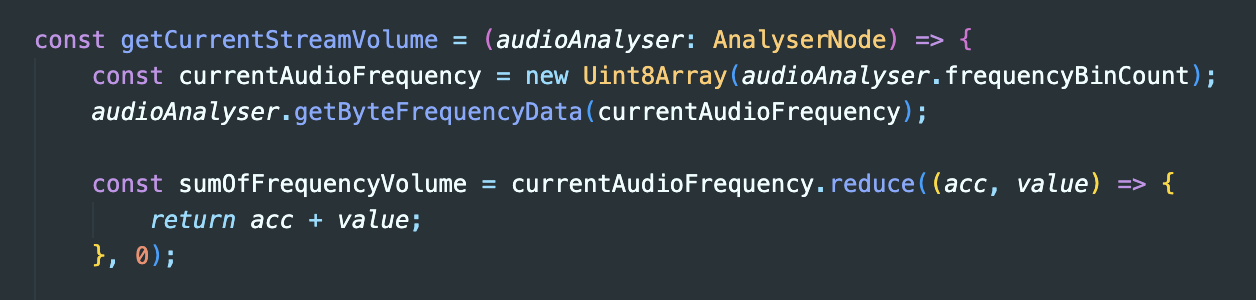 const getCurrentStreamVolume = (audioAnalyser: AnalyserNode) => {
const currentAudioFrequency = new Uint8Array(audioAnalyser.frequencyBinCount);
audioAnalyser.getByteFrequencyData(currentAudioFrequency);
const sumOfFrequencyVolume = currentAudioFrequency.reduce((acc, value) => {
return acc + value;
}, 0);